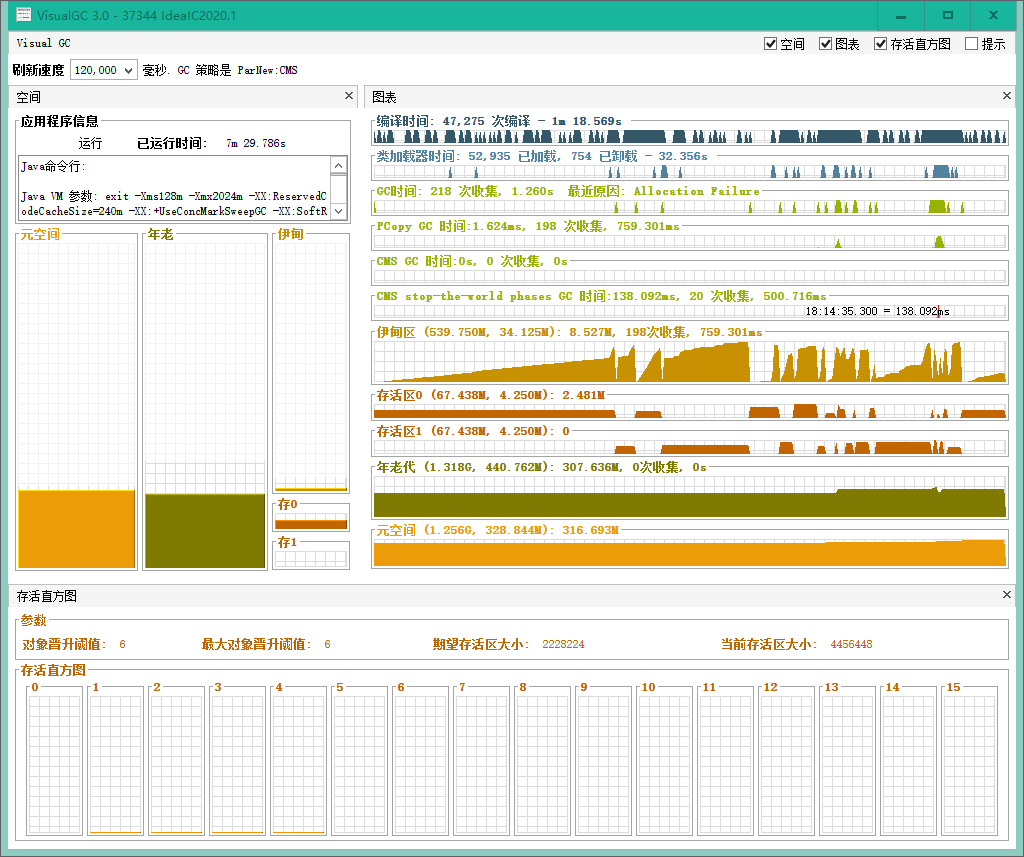 VisualGC 3.0 - 37344 IdeaIC2020.1
Visual GC
空间 图表 存活直方图 提示
刷新速度 120,000 毫秒. GC 策略是 ParNew:CMS
空间
应用程序信息
运行 已运行时间: 7m 29.786s
Java命令行:
Java VM 参数: exit -Xms128m -Xmx2024m -XX:ReservedC
odeCacheSize=240m -XX:+UseConcMarkSweepGC -XX:SoftR
元空间 年老 伊甸
存0
存1
图表
编译时间: 47,275 次编译 - 1m 18.569s
类加载器时间: 52,935 已加载, 754 已卸载 - 32.356s
GC时间: 218 次收集, 1.260s 最近原因: Allocation Failure
PCopy GC 时间:1.624ms, 198 次收集, 759.301ms
CMS GC 时间:0s, 0 次收集, 0s
CMS stop-the-world phases GC 时间:138.092ms, 20 次收集, 500.716ms
18:14:35.300 = 138.092ms
伊甸区 (539.750M, 34.125M): 8.527M, 198次收集, 759.301ms
存活区0 (67.438M, 4.250M): 2.481M
存活区1 (67.438M, 4.250M): 0
年老代 (1.318G, 440.762M): 307.636M, 0次收集, 0s
元空间 (1.256G, 328.844M): 316.693M
存活直方图
参数
对象晋升阈值: 6 最大对象晋升阈值: 6 期望存活区大小: 2228224 当前存活区大小: 4456448
存活直方图
0 1 2 3 4 5 6 7 8 9 10 11 12 13 14 15